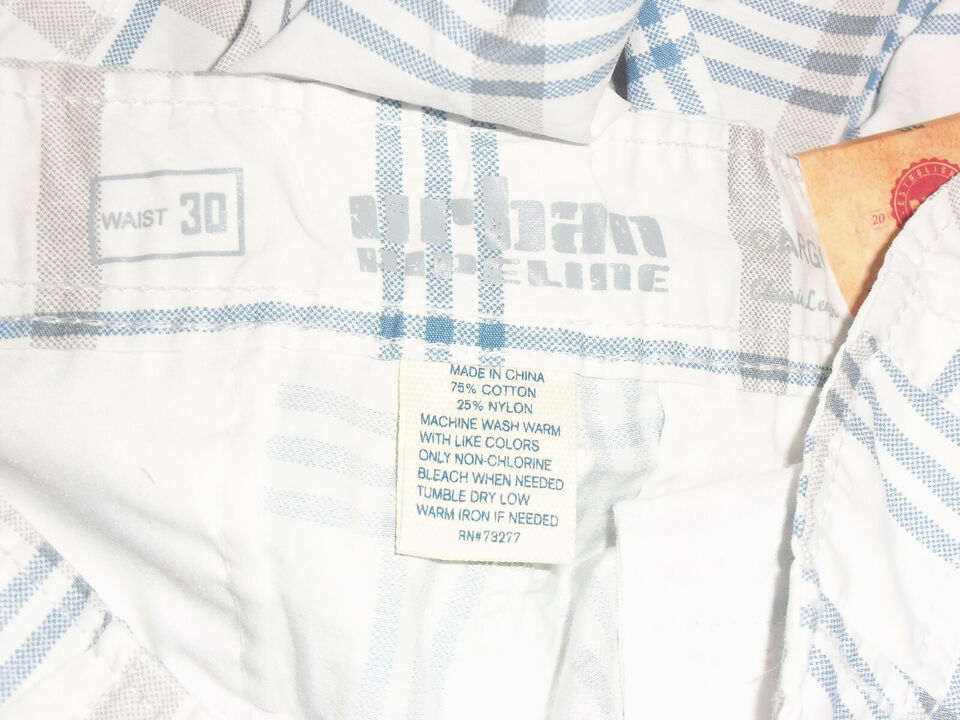 WAIST 30
urban
PIPELINE
CARG
ESTABLISH
20
MADE IN CHINA
75% COTTON
25% NYLON
MACHINE WASH WARM
WITH LIKE COLORS
ONLY NON-CHLORINE
BLEACH WHEN NEEDED
TUMBLE DRY LOW
WARM IRON IF NEEDED
RN#73277